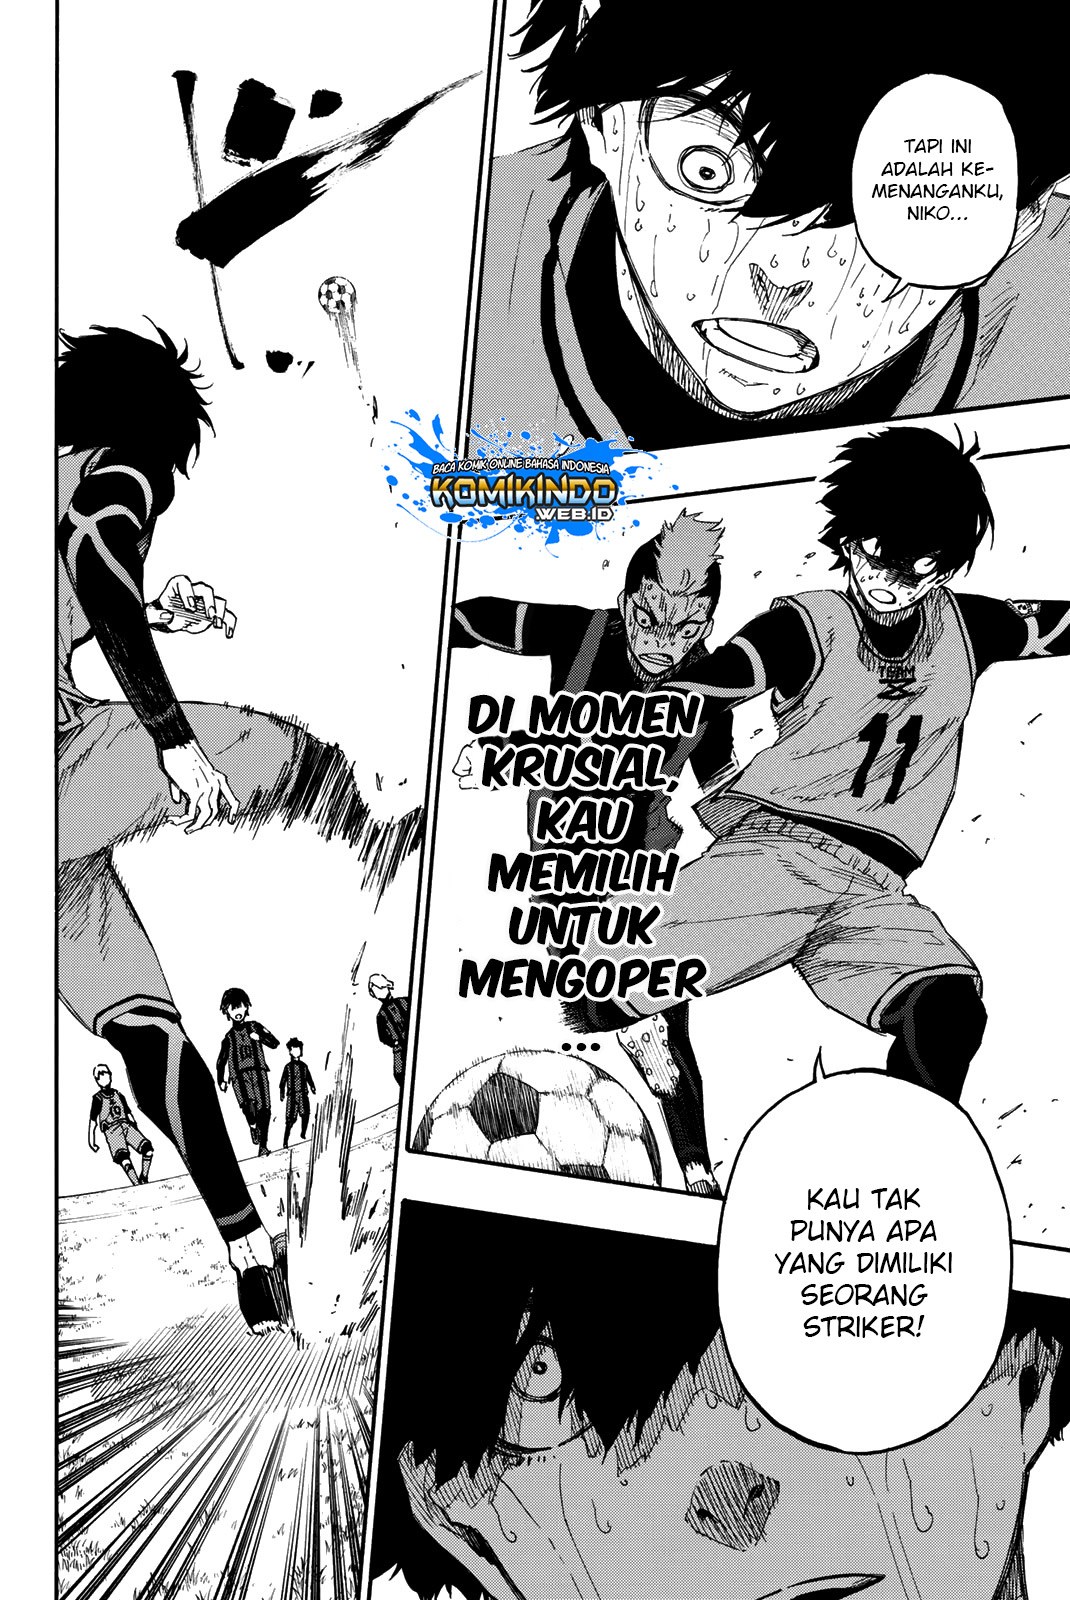 TAPI INI
ADALAH KE-
MENANGANKU,
NIKO...
BACA KOMIK ONLINE BAHASA INDONESIA
KOMIKINDO
.WEB.ID
TEAM
Z
11
DI MOMEN
KRUSIAL,
KAU
MEMILIH
UNTUK
MENGOPER
...
KAU TAK
PUNYA APA
YANG DIMILIKI
SEORANG
STRIKER!